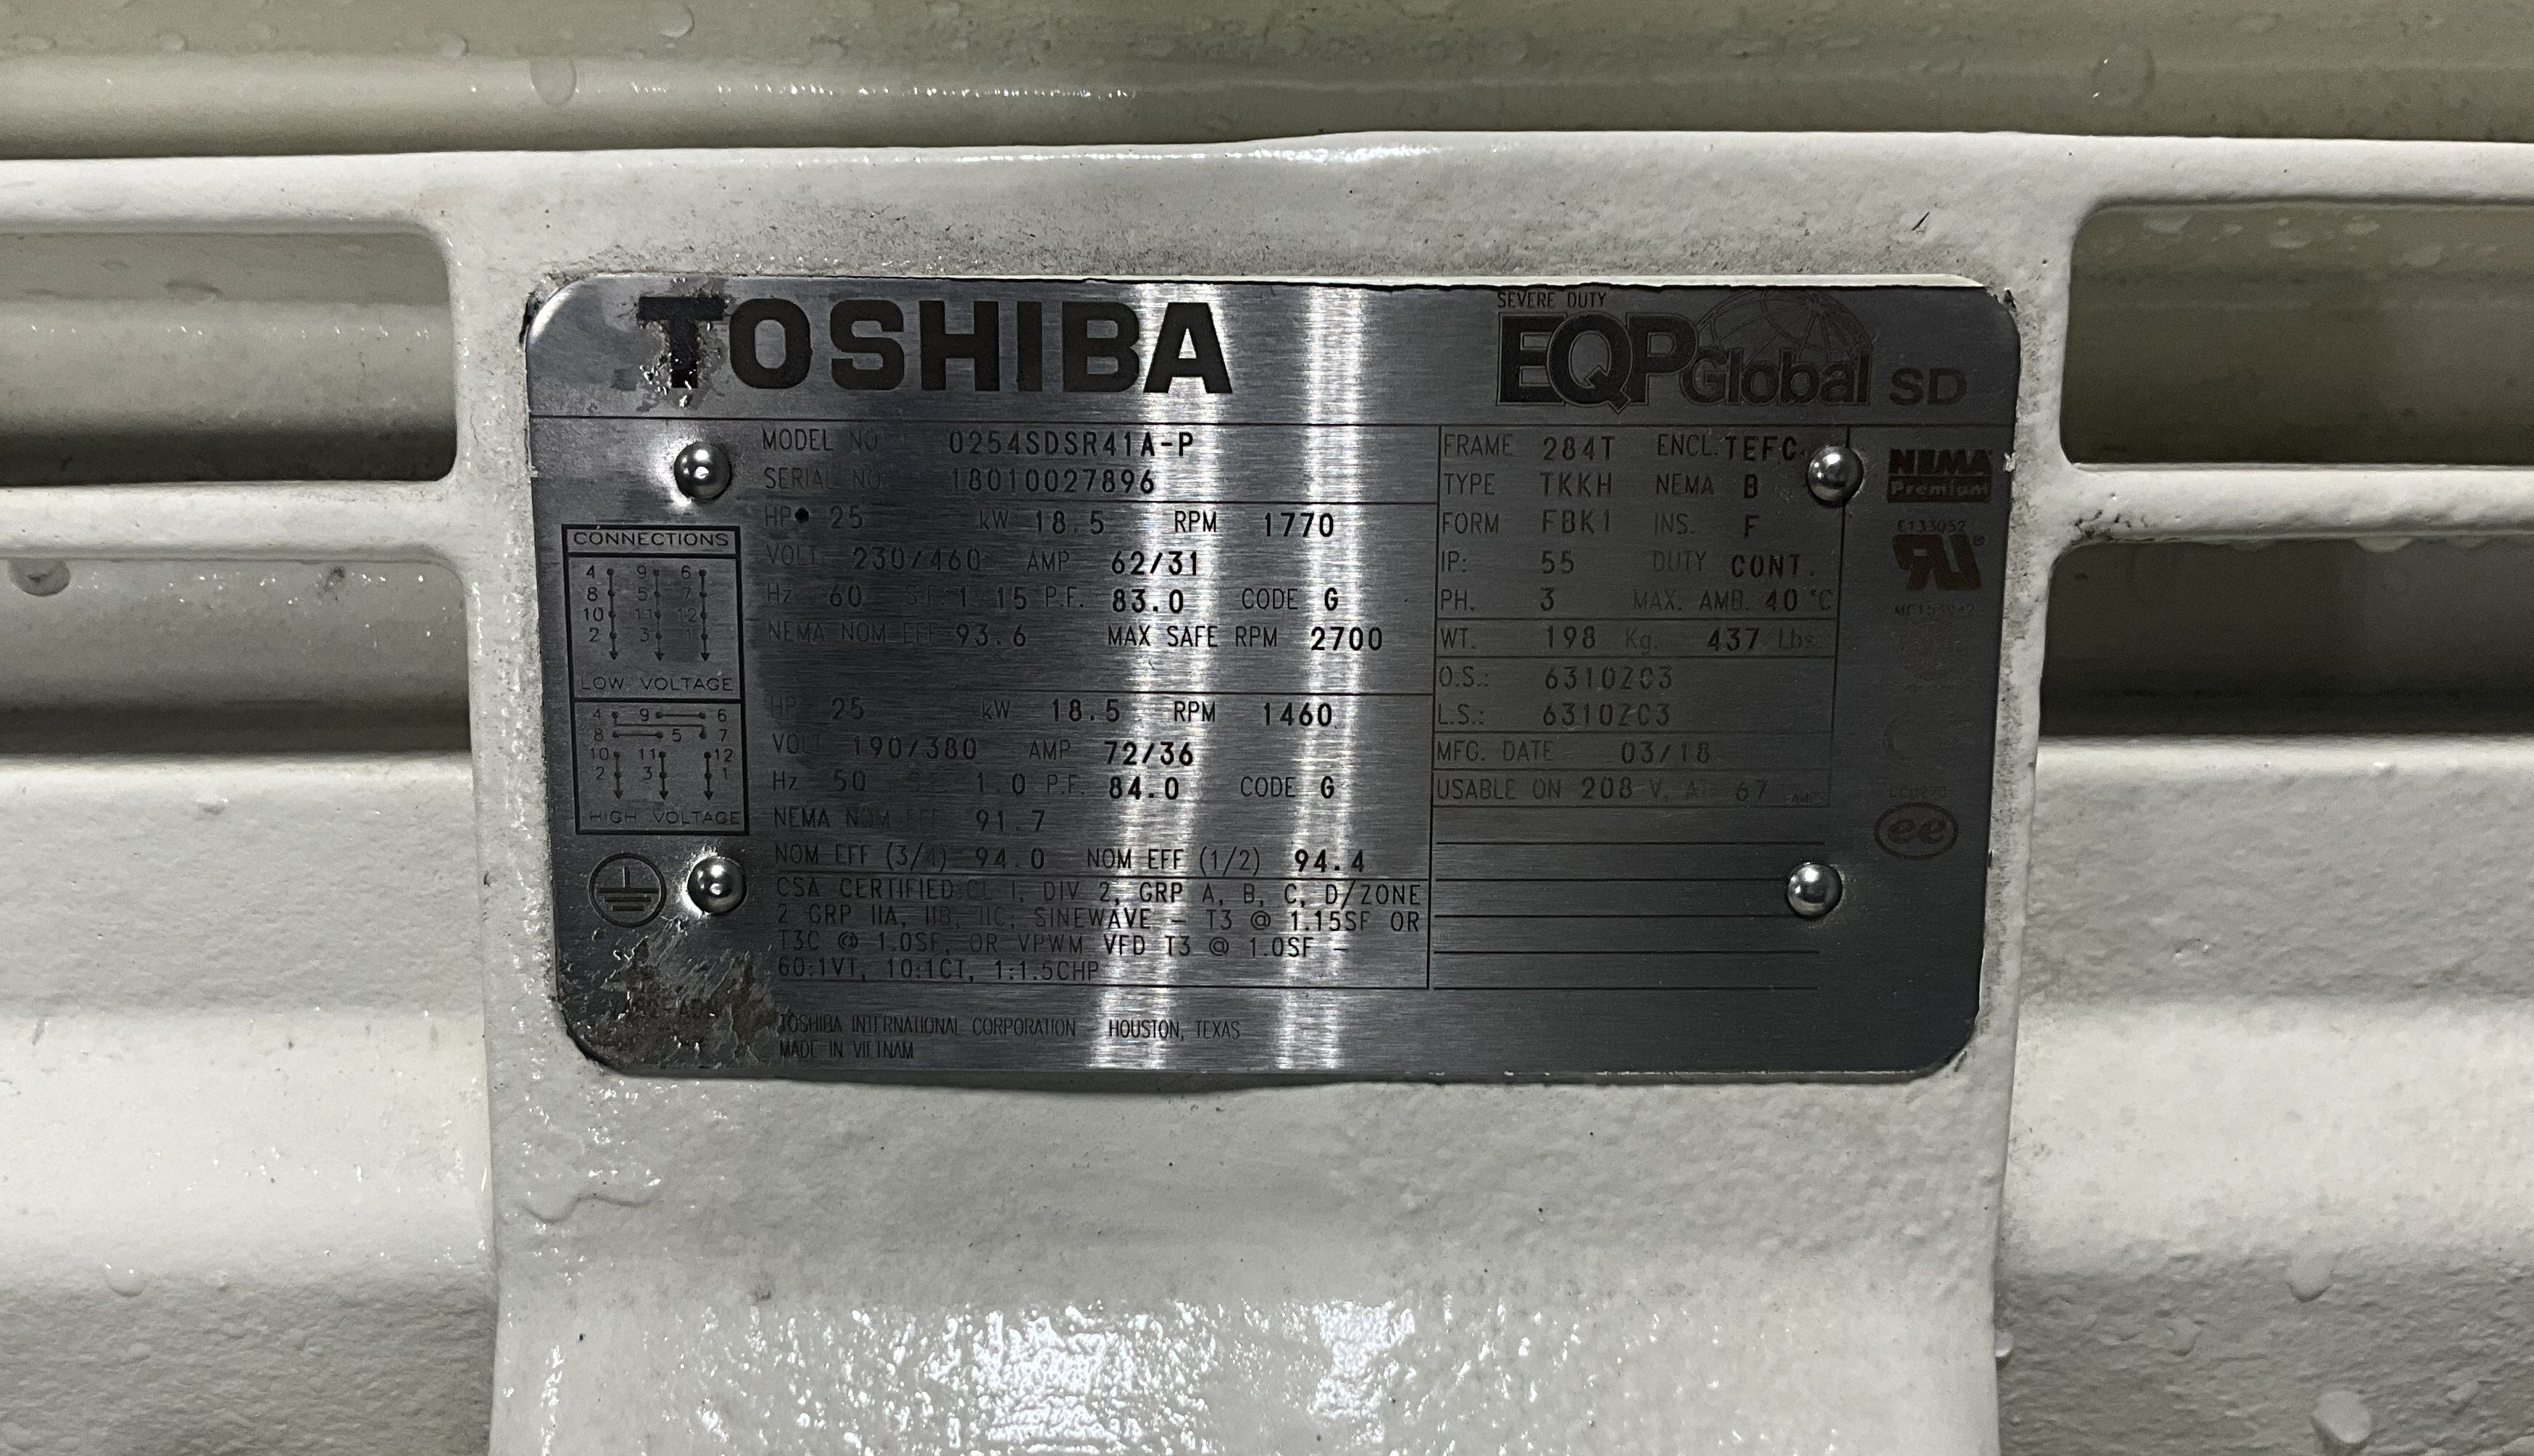 TOSHIBA
SEVERE DUTY
EQP Global SD
MODEL NO. 0254SDSR41A-P
SERIAL NO. 18010027896
HP 25 kW 18.5 RPM 1770
VOLT 230/460 AMP 62/31
Hz 60 S.F. 1.15 P.F. 83.0 CODE G
NEMA NOM EFF 93.6 MAX SAFE RPM 2700
HP 25 kW 18.5 RPM 1460
VOLT 190/380 AMP 72/36
Hz 50 1.0 P.F. 84.0 CODE G
NEMA NOM EFF 91.7
NOM EFF (3/4) 94.0 NOM EFF (1/2) 94.4
CSA CERTIFIED CL I, DIV 2, GRP A, B, C, D/ZONE
2 GRP IIA, IIB, IIC; SINEWAVE - T3 @ 1.15SF OR
T3C @ 1.0SF, OR VPWM VFD T3 @ 1.0SF -
60:1VT, 10:1CT, 1:1.5CHP
TOSHIBA INTERNATIONAL CORPORATION HOUSTON, TEXAS
MADE IN VIETNAM
FRAME 284T ENCL. TEFC
TYPE TKKH NEMA B
FORM FBK1 INS. F
IP: 55 DUTY CONT.
PH. 3 MAX. AMB. 40 °C
WT. 198 Kg. 437 Lbs.
O.S.: 6310ZC3
L.S.: 6310ZC3
MFG. DATE 03/18
USABLE ON 208 V. AT 67 AMPS
NEMA
Premium
E133052
RU®
ee
CONNECTIONS
4 9 6
8 5 7
10 11 12
2 3 1
LOW VOLTAGE
4 9 6
8 5 7
10 11 12
2 3 1
HIGH VOLTAGE